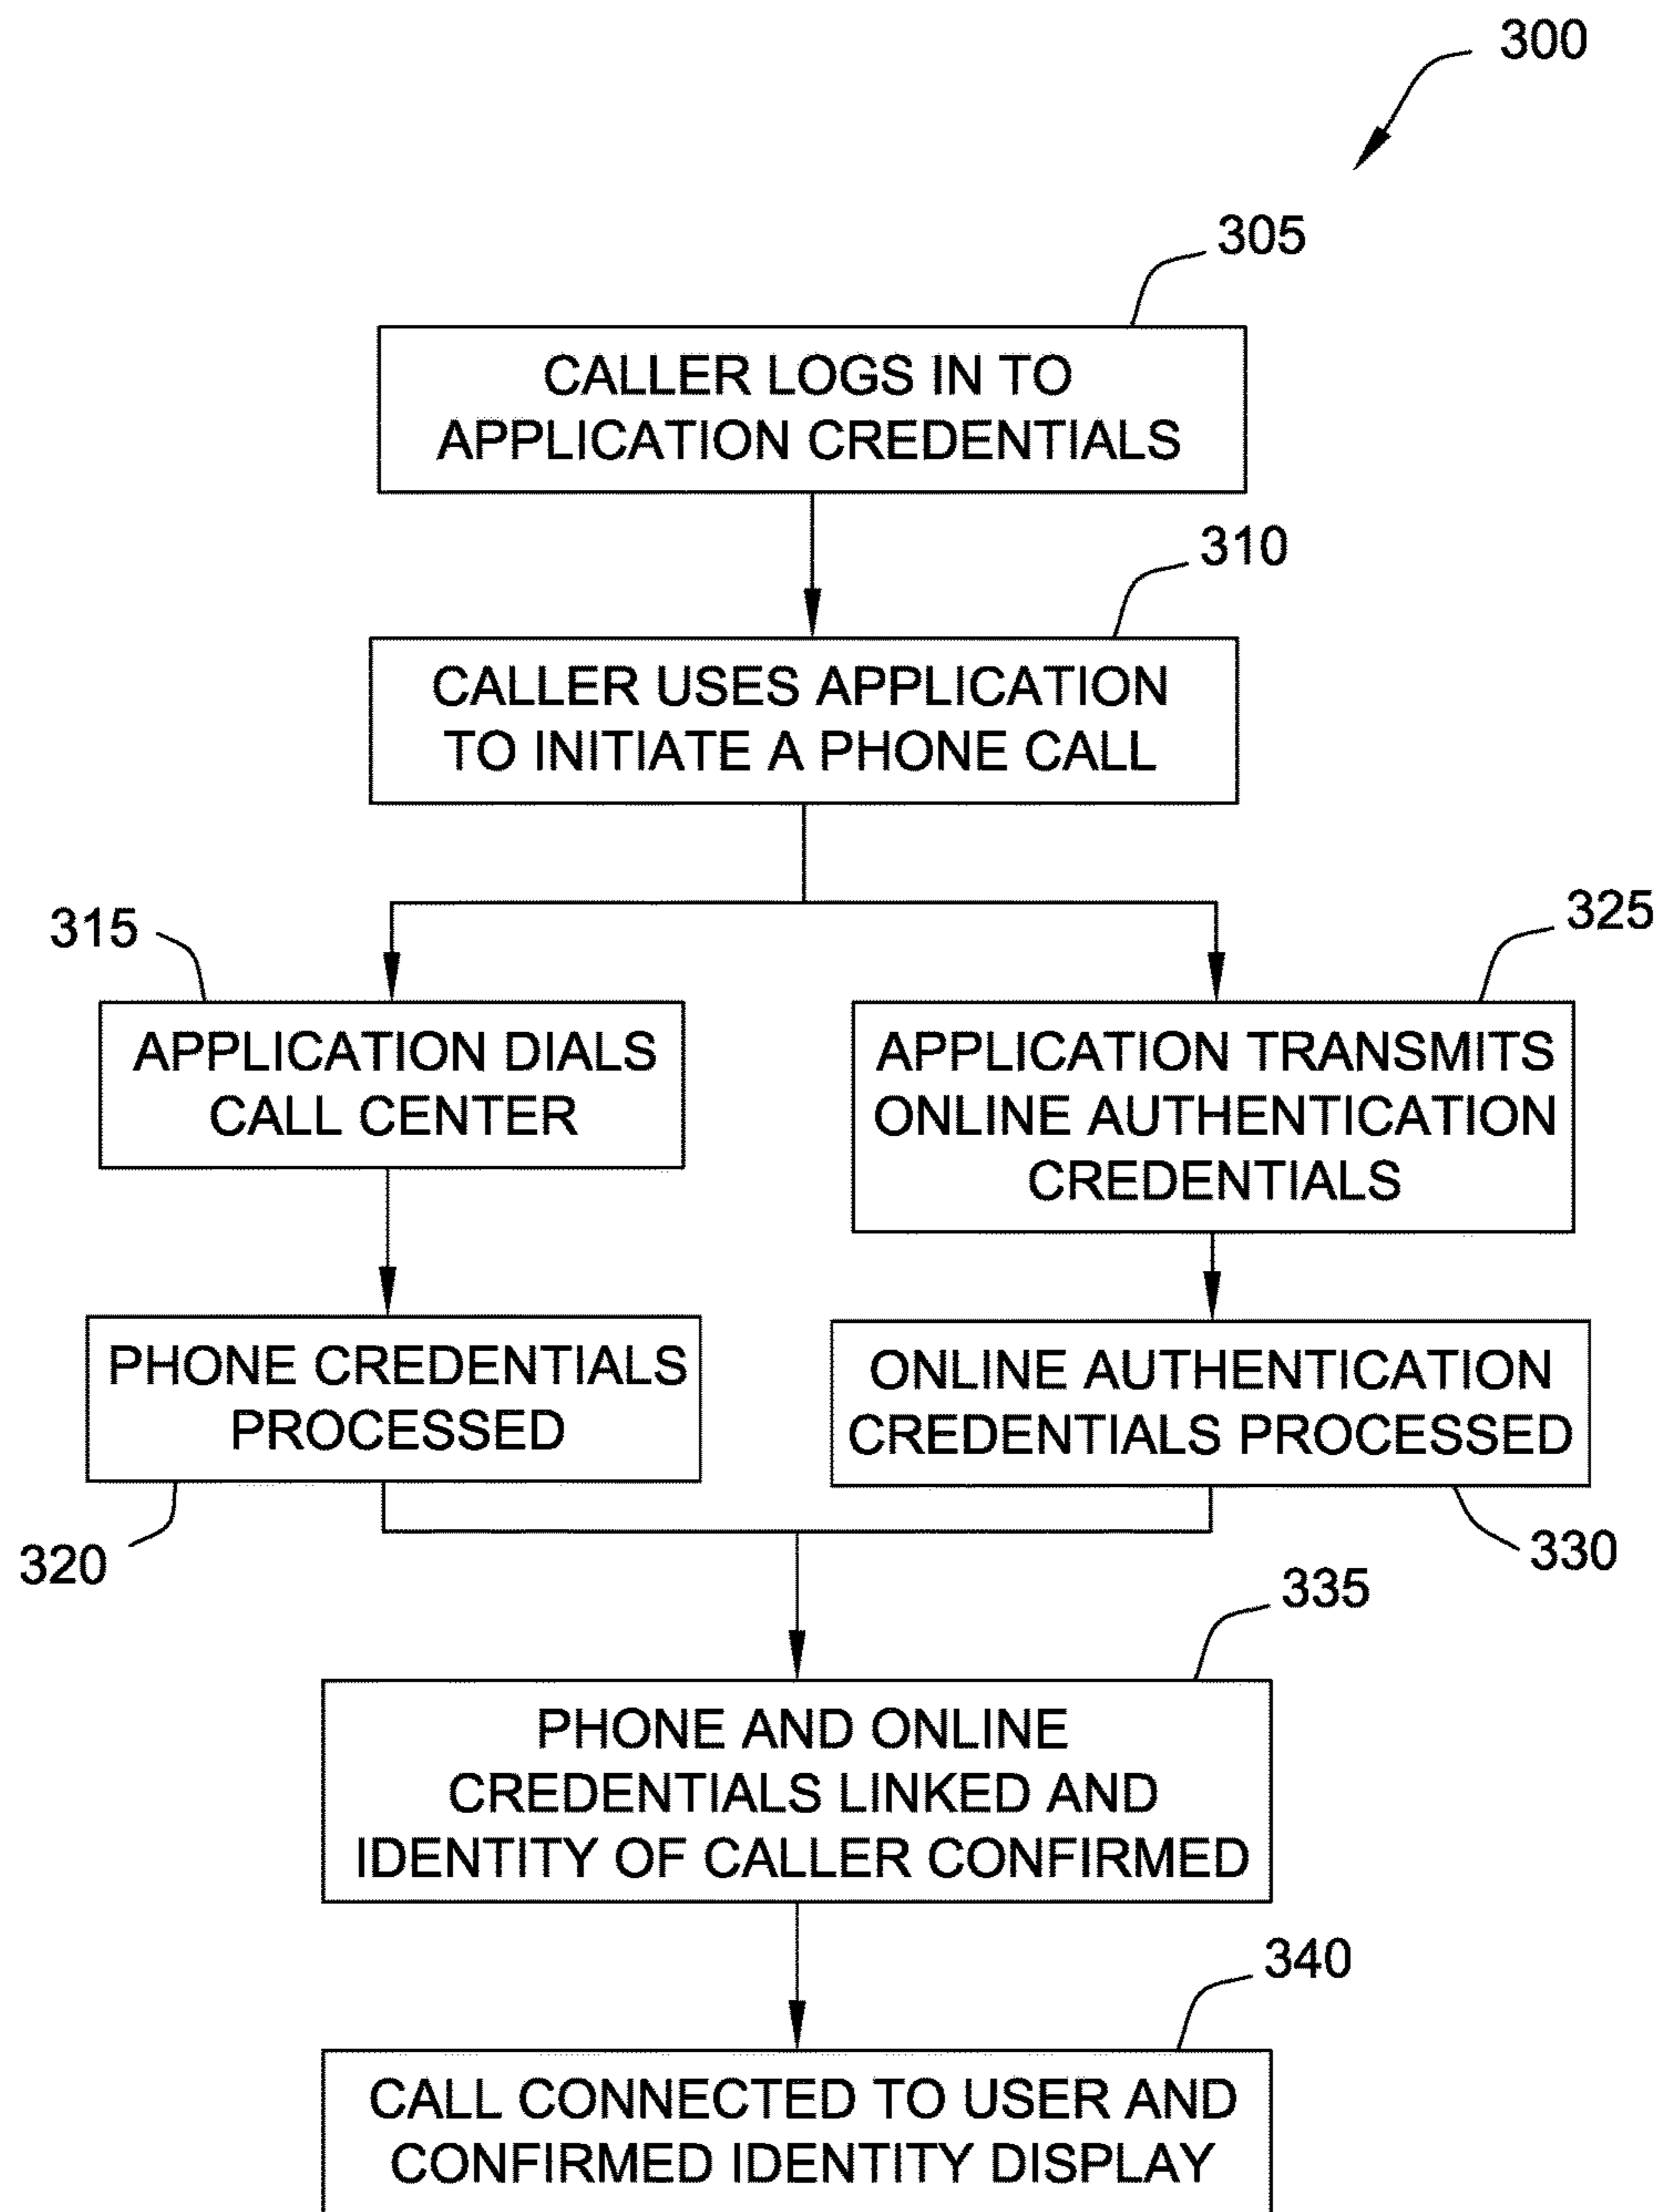 300
305
CALLER LOGS IN TO
APPLICATION CREDENTIALS
310
CALLER USES APPLICATION
TO INITIATE A PHONE CALL
315
APPLICATION DIALS
CALL CENTER
325
APPLICATION TRANSMITS
ONLINE AUTHENTICATION
CREDENTIALS
PHONE CREDENTIALS
PROCESSED
320
ONLINE AUTHENTICATION
CREDENTIALS PROCESSED
330
335
PHONE AND ONLINE
CREDENTIALS LINKED AND
IDENTITY OF CALLER CONFIRMED
340
CALL CONNECTED TO USER AND
CONFIRMED IDENTITY DISPLAY